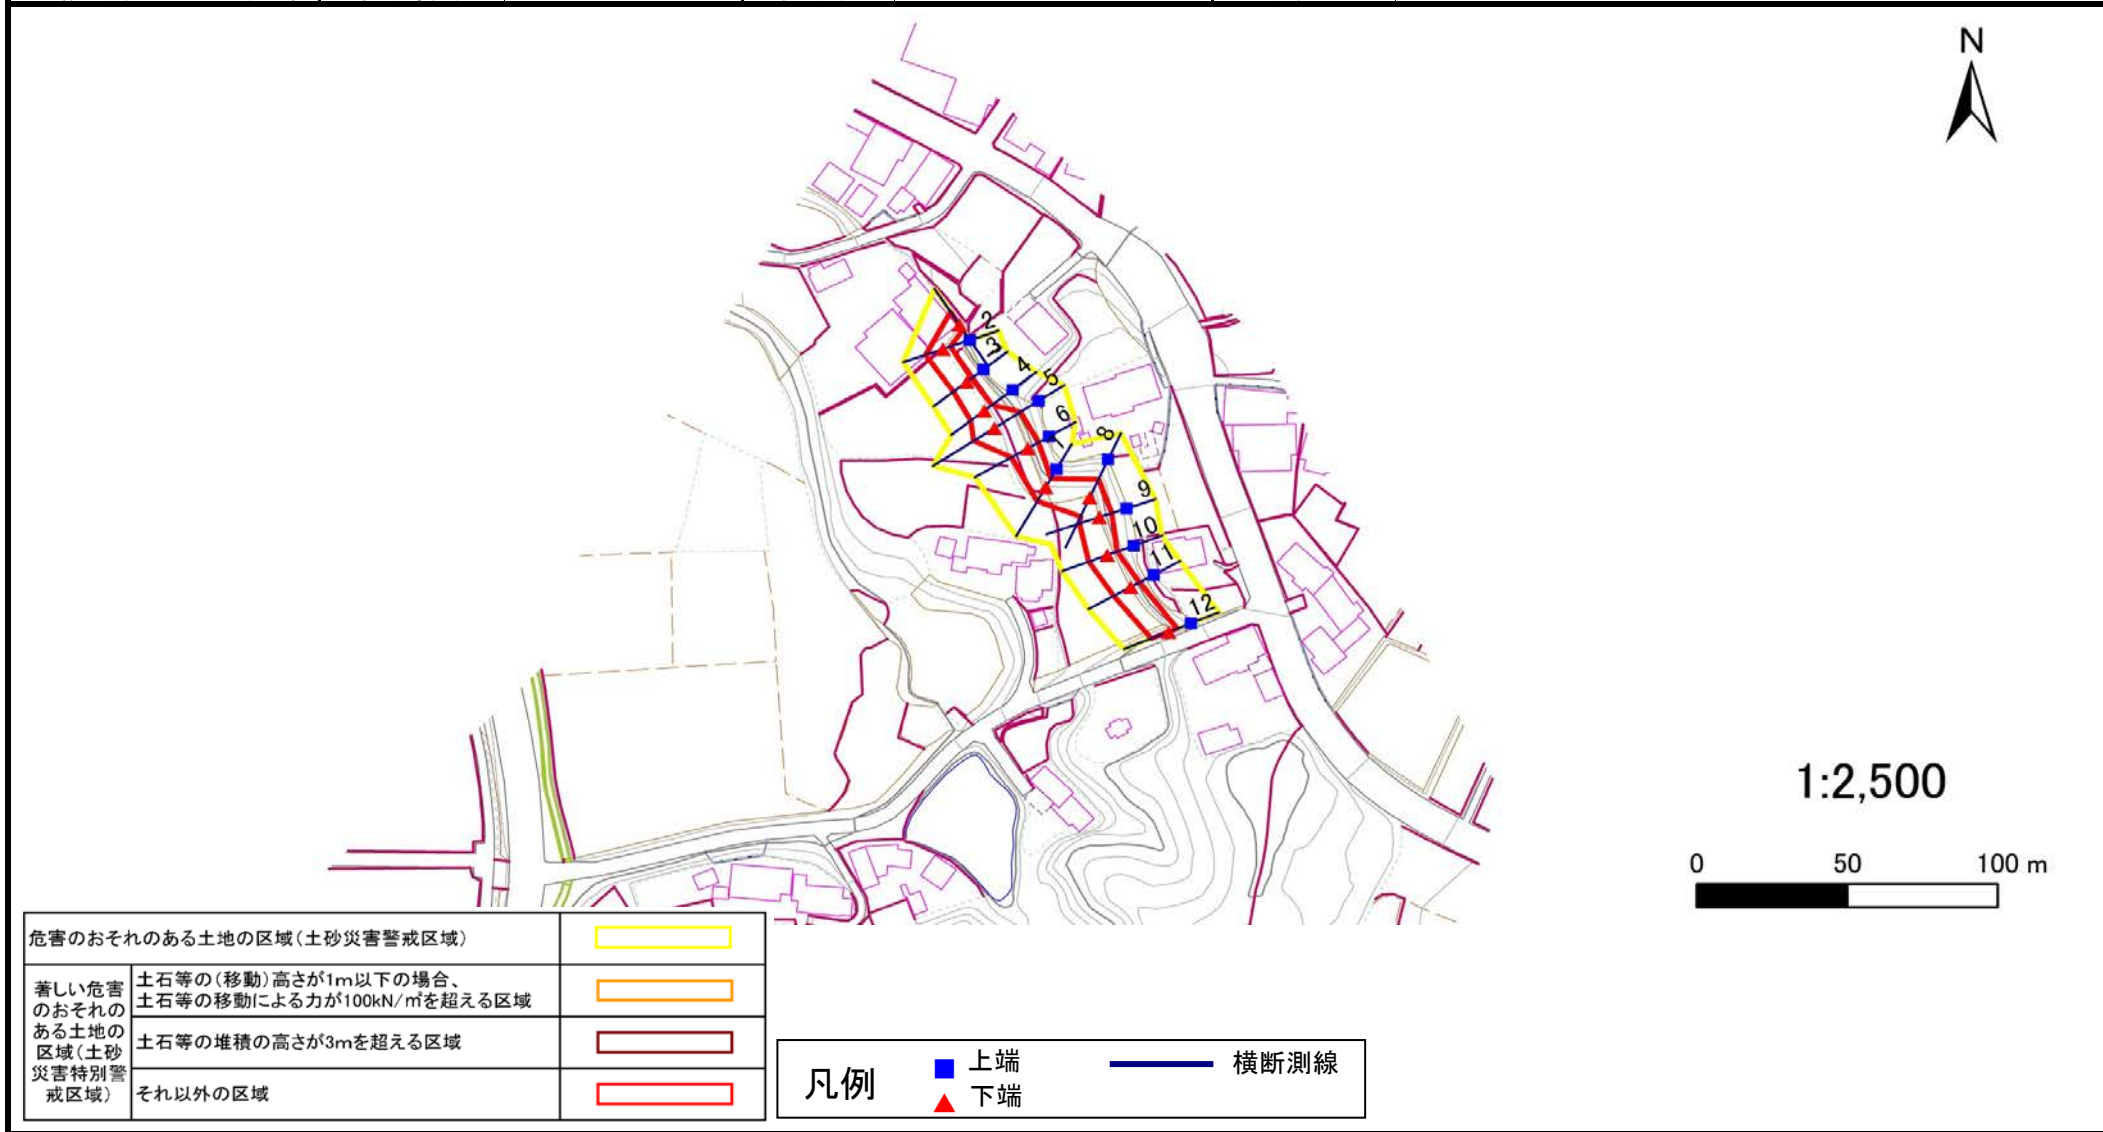 N
2
3
4
5
6
7
8
9
10
11
12
1:2,500
0 50 100 m
危害のおそれのある土地の区域(土砂災害警戒区域)
著しい危害
のおそれの
ある土地の
区域(土砂
災害特別警
戒区域)
土石等の(移動)高さが1m以下の場合、
土石等の移動による力が100kN/㎡を超える区域
土石等の堆積の高さが3mを超える区域
それ以外の区域
凡例
上端
下端
横断測線